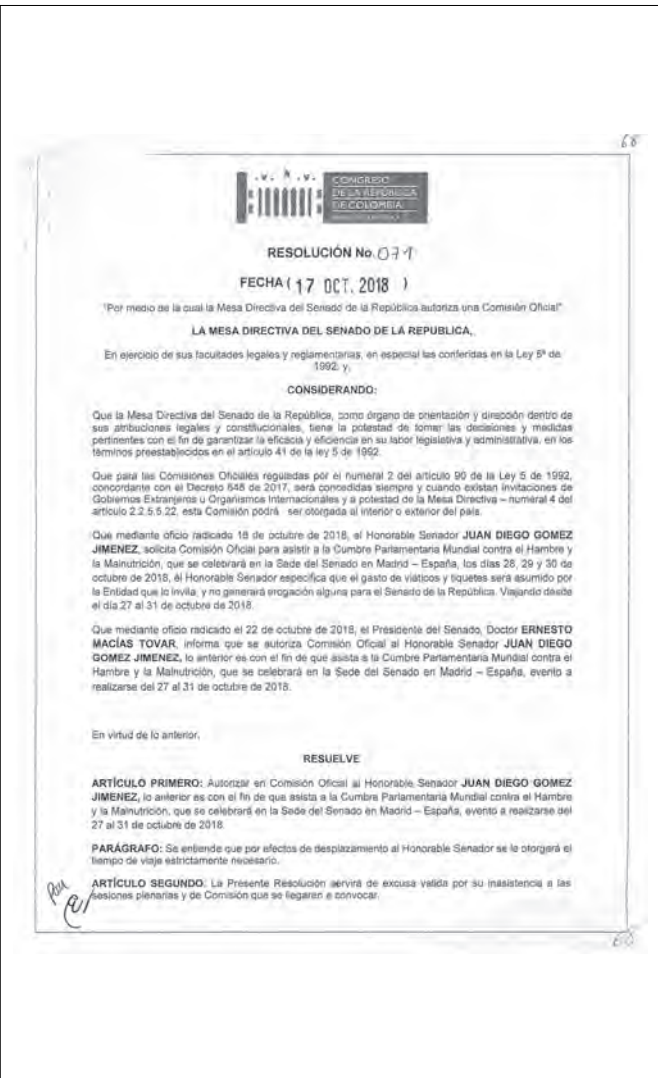 68
CONGRESO
DE LA REPÚBLICA
DE COLOMBIA
RESOLUCIÓN No. 071
FECHA ( 17 OCT. 2018 )
"Por medio de la cual la Mesa Directiva del Senado de la República autoriza una Comisión Oficial"
LA MESA DIRECTIVA DEL SENADO DE LA REPUBLICA,
En ejercicio de sus facultades legales y reglamentarias, en especial las conferidas en la Ley 5ª de
1992, y,
CONSIDERANDO:
Que la Mesa Directiva del Senado de la República, como órgano de orientación y dirección dentro de
sus atribuciones legales y constitucionales, tiene la potestad de tomar las decisiones y medidas
pertinentes con el fin de garantizar la eficacia y eficiencia en su labor legislativa y administrativa, en los
términos preestablecidos en el artículo 41 de la ley 5 de 1992.
Que para las Comisiones Oficiales reguladas por el numeral 2 del artículo 90 de la Ley 5 de 1992,
concordante con el Decreto 648 de 2017, será concedidas siempre y cuando existan invitaciones de
Gobiernos Extranjeros u Organismos Internacionales y a potestad de la Mesa Directiva – numeral 4 del
artículo 2.2.5.5.22, esta Comisión podrá ser otorgada al interior o exterior del país.
Que mediante oficio radicado 18 de octubre de 2018, el Honorable Senador JUAN DIEGO GOMEZ
JIMENEZ, solicita Comisión Oficial para asistir a la Cumbre Parlamentaria Mundial contra el Hambre y
la Malnutrición, que se celebrará en la Sede del Senado en Madrid – España, los días 28, 29 y 30 de
octubre de 2018, él Honorable Senador especifica que el gasto de viáticos y tiquetes será asumido por
la Entidad que lo invita, y no generará erogación alguna para el Senado de la República. Viajando desde
el día 27 al 31 de octubre de 2018.
Que mediante oficio radicado el 22 de octubre de 2018, el Presidente del Senado, Doctor ERNESTO
MACÍAS TOVAR, informa que se autoriza Comisión Oficial al Honorable Senador JUAN DIEGO
GOMEZ JIMENEZ, lo anterior es con el fin de que asista a la Cumbre Parlamentaria Mundial contra el
Hambre y la Malnutrición, que se celebrará en la Sede del Senado en Madrid – España, evento a
realizarse del 27 al 31 de octubre de 2018.
En virtud de lo anterior,
RESUELVE
ARTÍCULO PRIMERO: Autorizar en Comisión Oficial al Honorable Senador JUAN DIEGO GOMEZ
JIMENEZ, lo anterior es con el fin de que asista a la Cumbre Parlamentaria Mundial contra el Hambre
y la Malnutrición, que se celebrará en la Sede del Senado en Madrid – España, evento a realizarse del
27 al 31 de octubre de 2018.
PARÁGRAFO: Se entiende que por efectos de desplazamiento al Honorable Senador se le otorgará el
tiempo de viaje estrictamente necesario.
ARTÍCULO SEGUNDO: La Presente Resolución servirá de excusa valida por su inasistencia a las
sesiones plenarias y de Comisión que se llegaren a convocar.
68